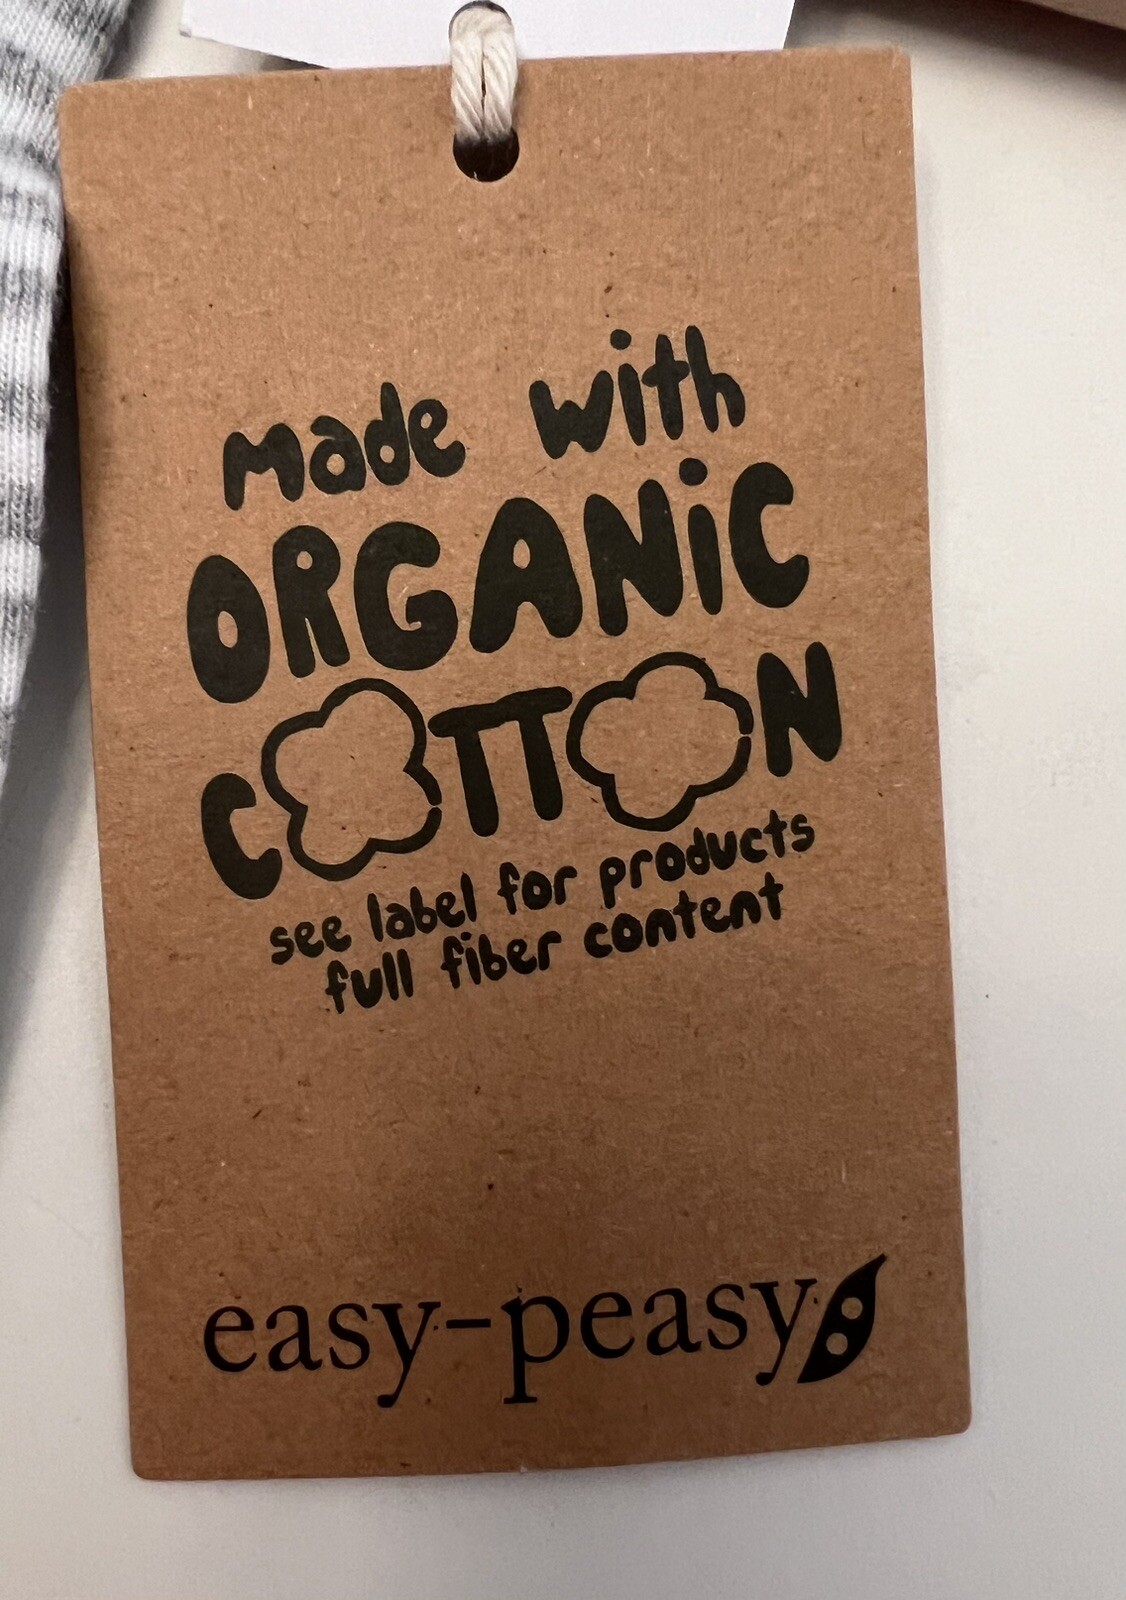 made with
ORGANiC
COTTON
see label for products
full fiber content
easy-peasy